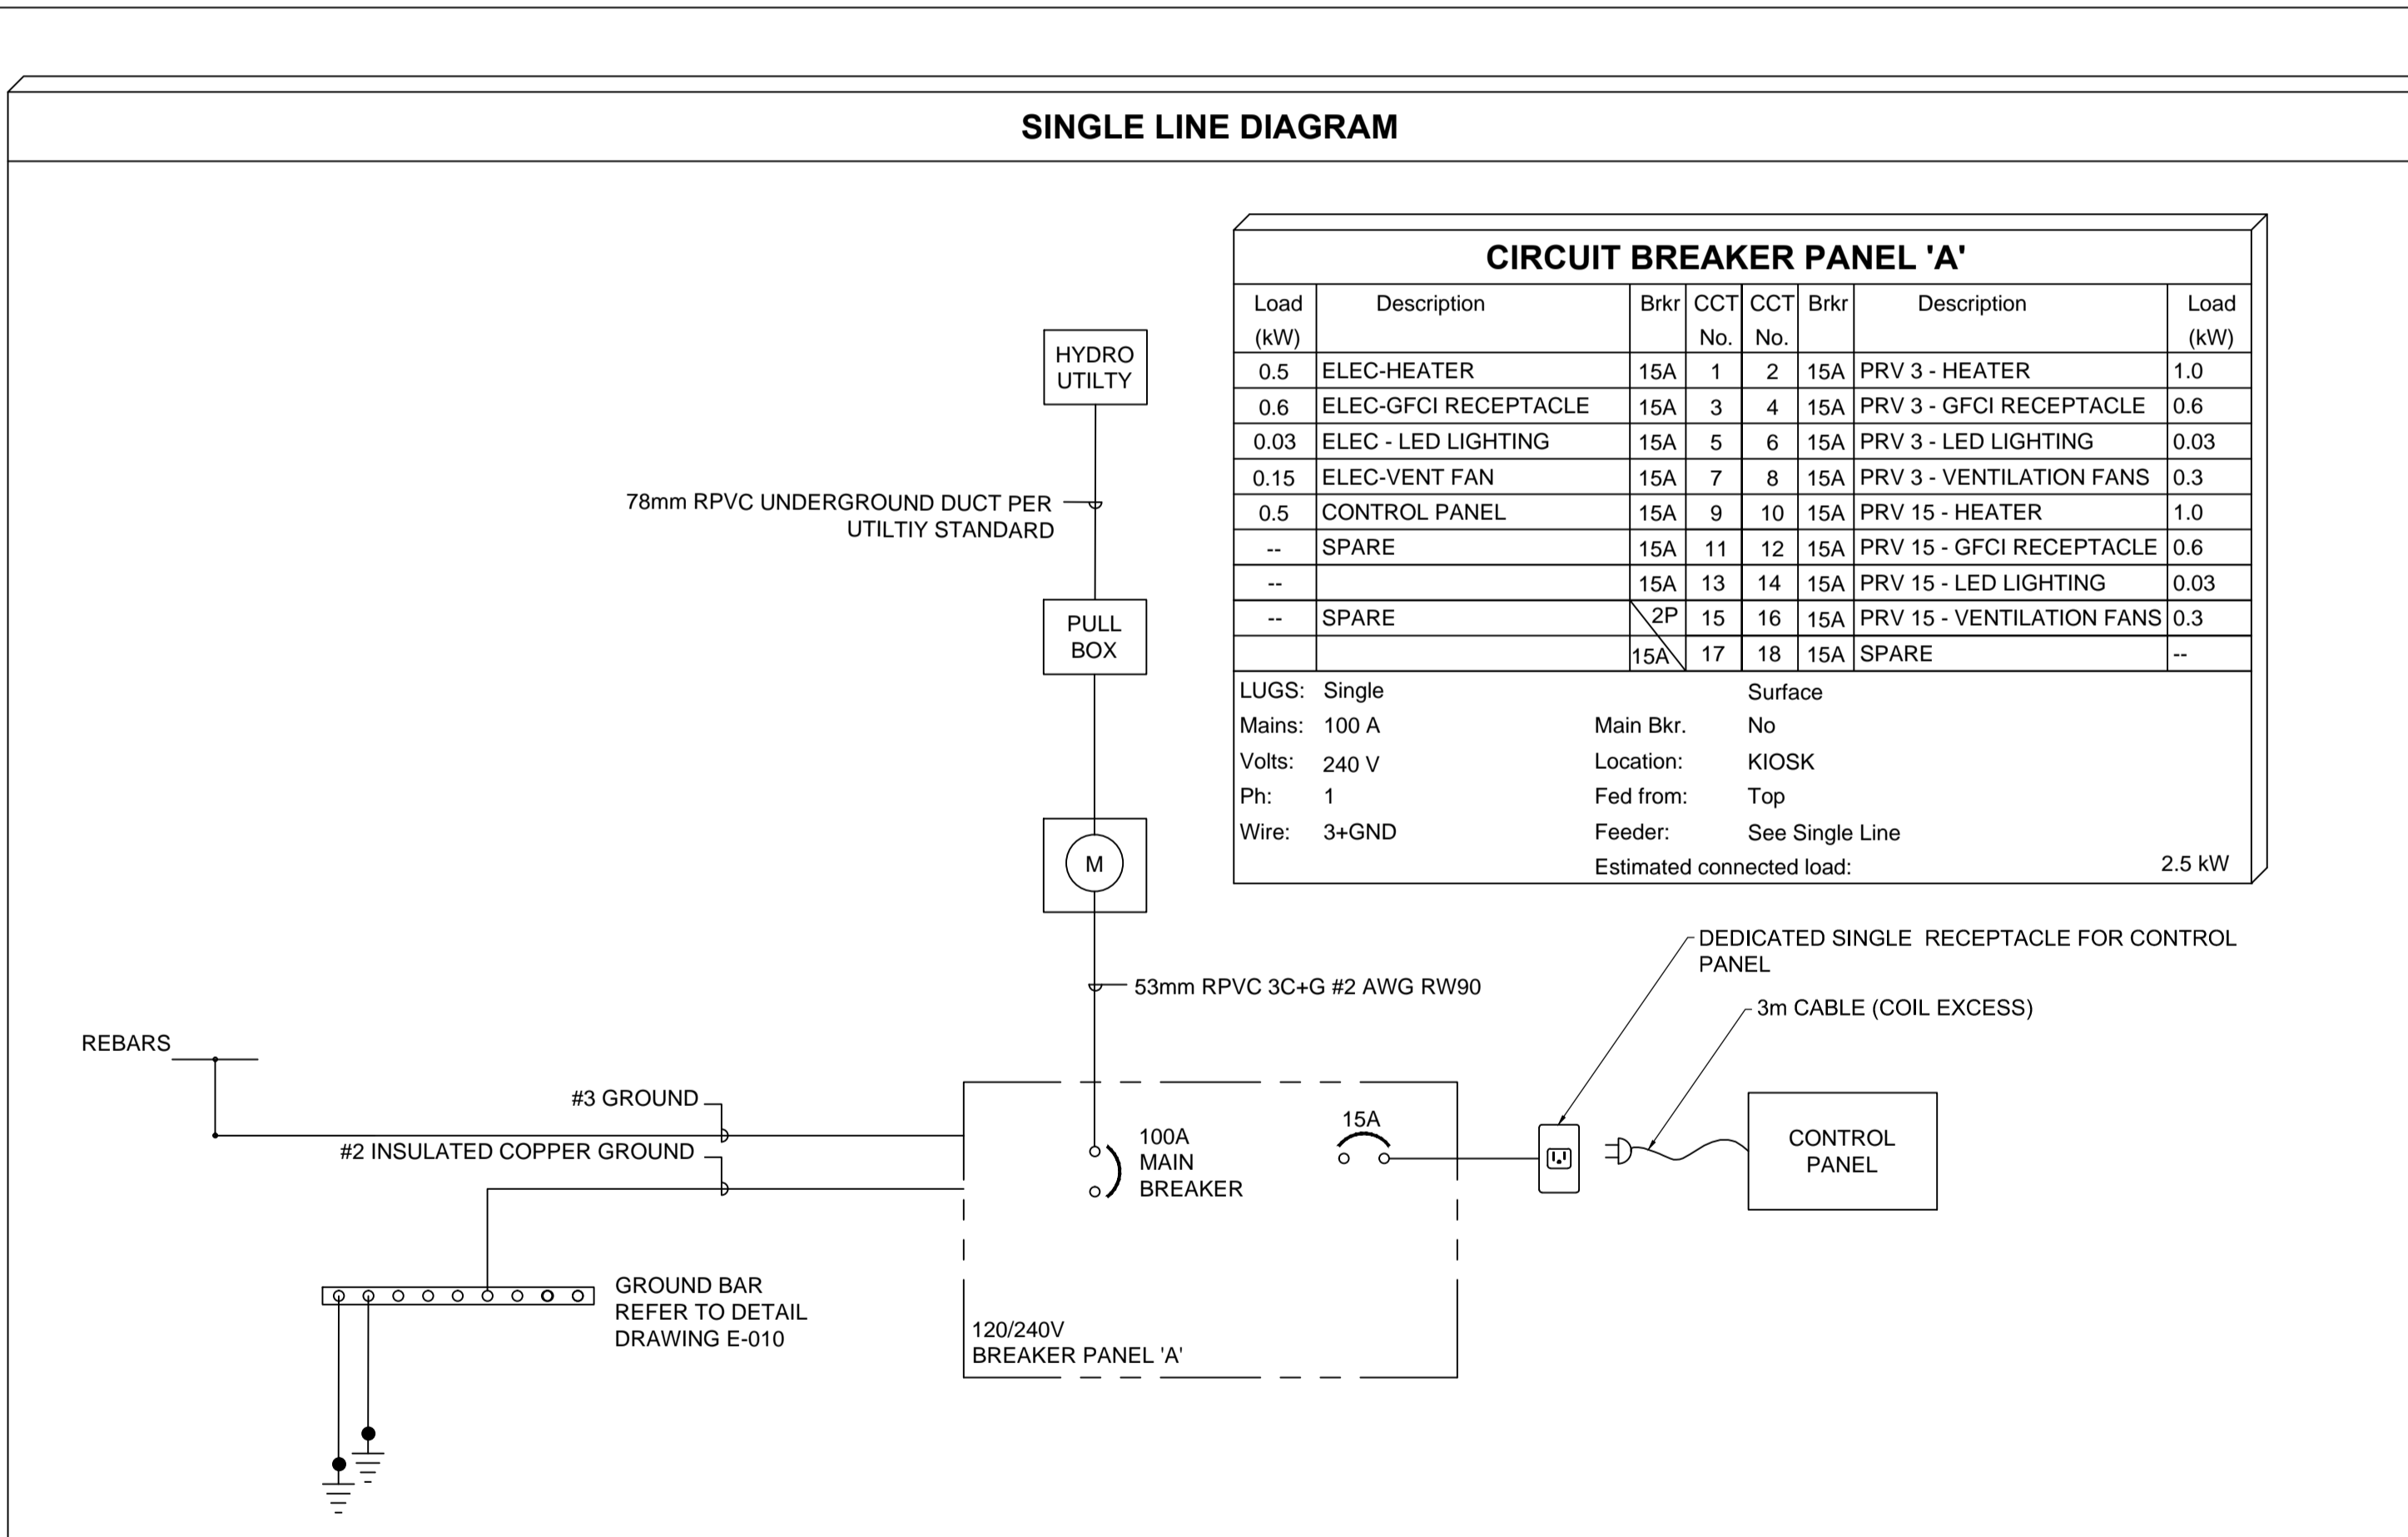 SINGLE LINE DIAGRAM
CIRCUIT BREAKER PANEL 'A'
Load (kW) Description Brkr CCT No. CCT No. Brkr Description Load (kW)
0.5 ELEC-HEATER 15A 1 2 15A PRV 3 - HEATER 1.0
0.6 ELEC-GFCI RECEPTACLE 15A 3 4 15A PRV 3 - GFCI RECEPTACLE 0.6
0.03 ELEC - LED LIGHTING 15A 5 6 15A PRV 3 - LED LIGHTING 0.03
0.15 ELEC-VENT FAN 15A 7 8 15A PRV 3 - VENTILATION FANS 0.3
0.5 CONTROL PANEL 15A 9 10 15A PRV 15 - HEATER 1.0
-- SPARE 15A 11 12 15A PRV 15 - GFCI RECEPTACLE 0.6
-- 15A 13 14 15A PRV 15 - LED LIGHTING 0.03
-- SPARE 2P 15 16 15A PRV 15 - VENTILATION FANS 0.3
15A 17 18 15A SPARE --
LUGS: Single Surface
Mains: 100 A Main Bkr. No
Volts: 240 V Location: KIOSK
Ph: 1 Fed from: Top
Wire: 3+GND Feeder: See Single Line
Estimated connected load: 2.5 kW
HYDRO
UTILTY
78mm RPVC UNDERGROUND DUCT PER
UTILTIY STANDARD
PULL
BOX
M
53mm RPVC 3C+G #2 AWG RW90
DEDICATED SINGLE RECEPTACLE FOR CONTROL
PANEL
3m CABLE (COIL EXCESS)
REBARS
#3 GROUND
#2 INSULATED COPPER GROUND
100A
MAIN
BREAKER
15A
CONTROL
PANEL
GROUND BAR
REFER TO DETAIL
DRAWING E-010
120/240V
BREAKER PANEL 'A'